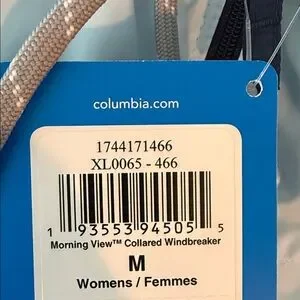 columbia.com
1744171466
XL0065 - 466
1 93553 94505 5
Morning View™ Collared Windbreaker
M
Womens / Femmes